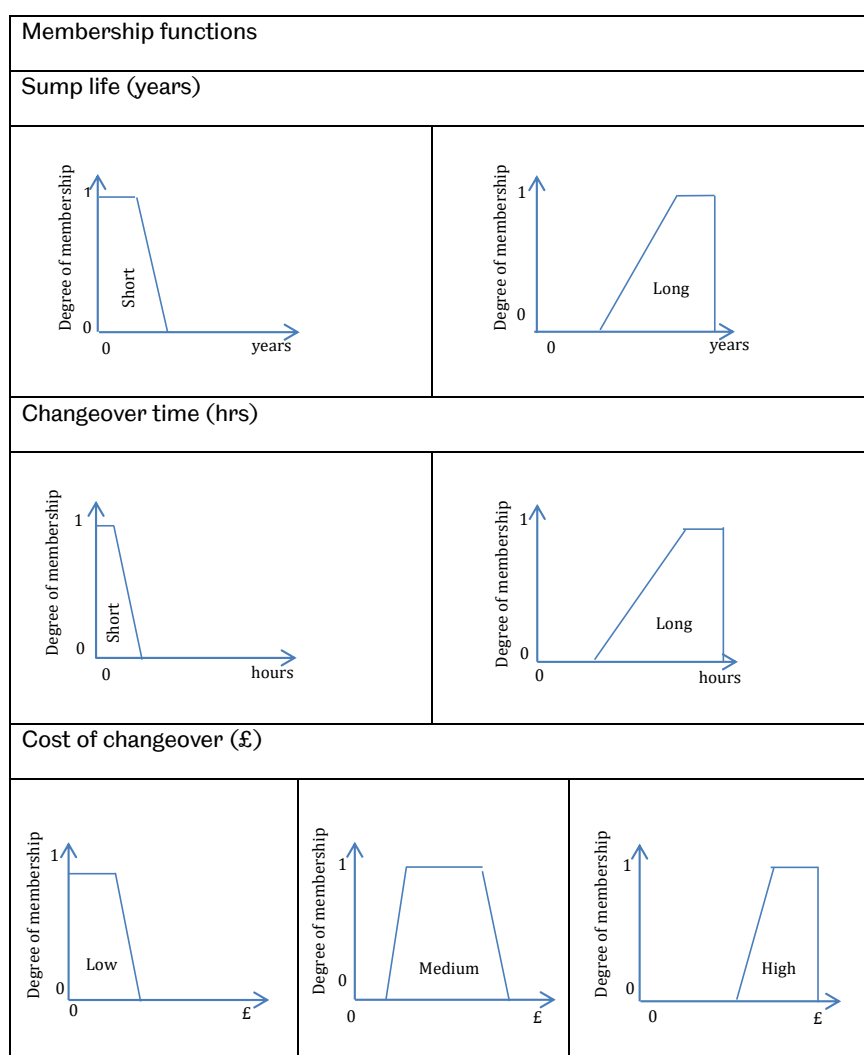 Membership functions
Sump life (years)
Degree of membership
1
Short
0
0
years
Degree of membership
1
Long
0
0
years
Changeover time (hrs)
Degree of membership
1
Short
0
0
hours
Degree of membership
1
Long
0
0
hours
Cost of changeover (£)
Degree of membership
1
Low
0
0
£
Degree of membership
1
Medium
0
0
£
Degree of membership
1
High
0
0
£